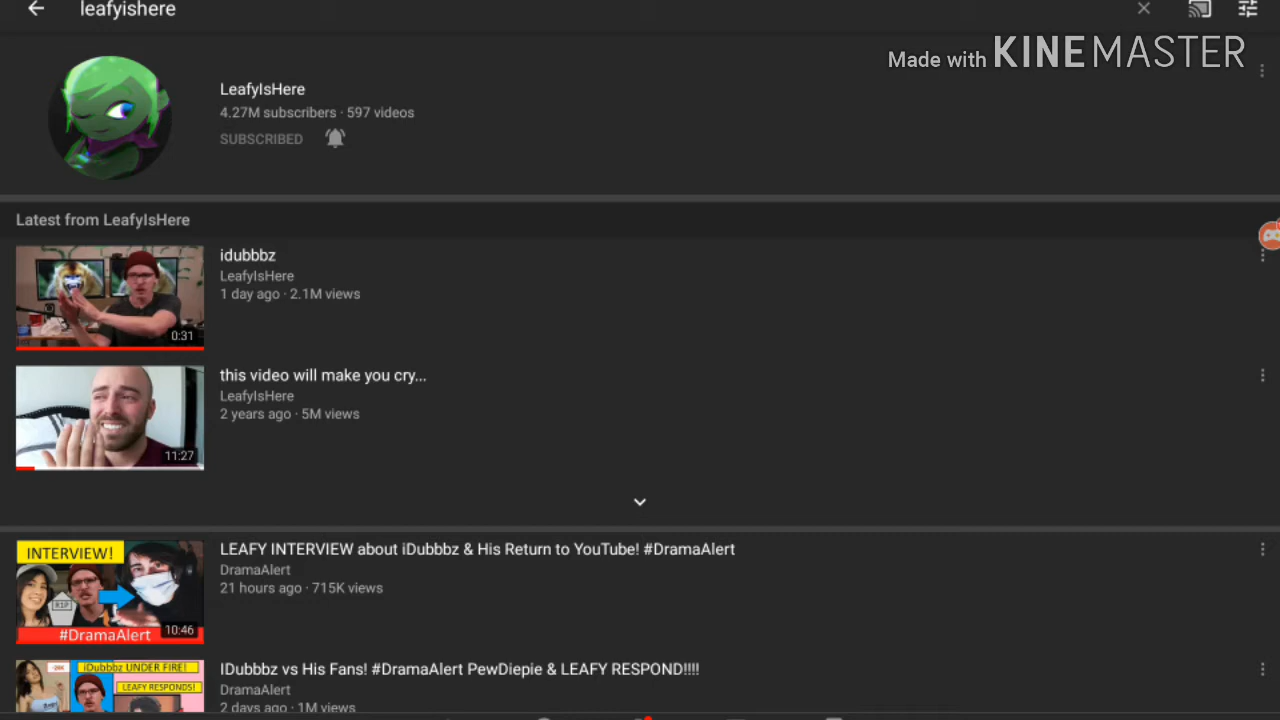 leafyishere
Made with KINEMASTER
LeafyIsHere
4.27M subscribers · 597 videos
SUBSCRIBED
Latest from LeafyIsHere
idubbbz
LeafyIsHere
1 day ago · 2.1M views
0:31
this video will make you cry...
LeafyIsHere
2 years ago · 5M views
11:27
INTERVIEW!
R.I.P
#DramaAlert
10:46
LEAFY INTERVIEW about iDubbbz & His Return to YouTube! #DramaAlert
DramaAlert
21 hours ago · 715K views
iDubbbz UNDER FIRE!
LEAFY RESPONDS!
IDubbbz vs His Fans! #DramaAlert PewDiepie & LEAFY RESPOND!!!!
DramaAlert
2 days ago · 1M views